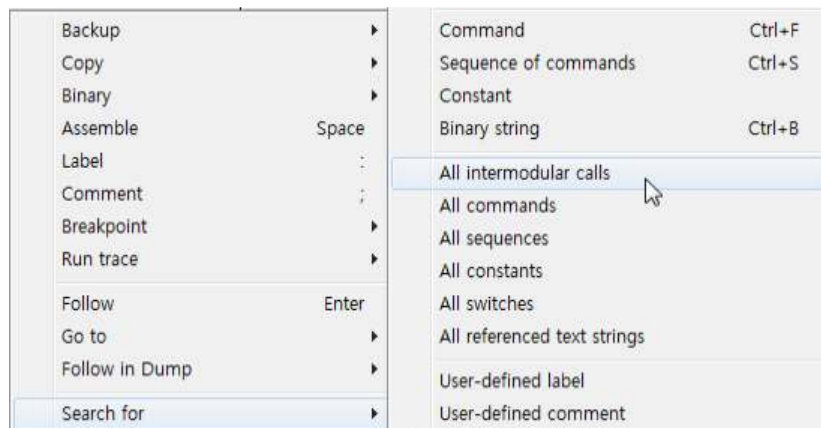 Backup
Copy
Binary
Assemble Space
Label :
Comment ;
Breakpoint
Run trace
Follow Enter
Go to
Follow in Dump
Search for
Command Ctrl+F
Sequence of commands Ctrl+S
Constant
Binary string Ctrl+B
All intermodular calls
All commands
All sequences
All constants
All switches
All referenced text strings
User-defined label
User-defined comment